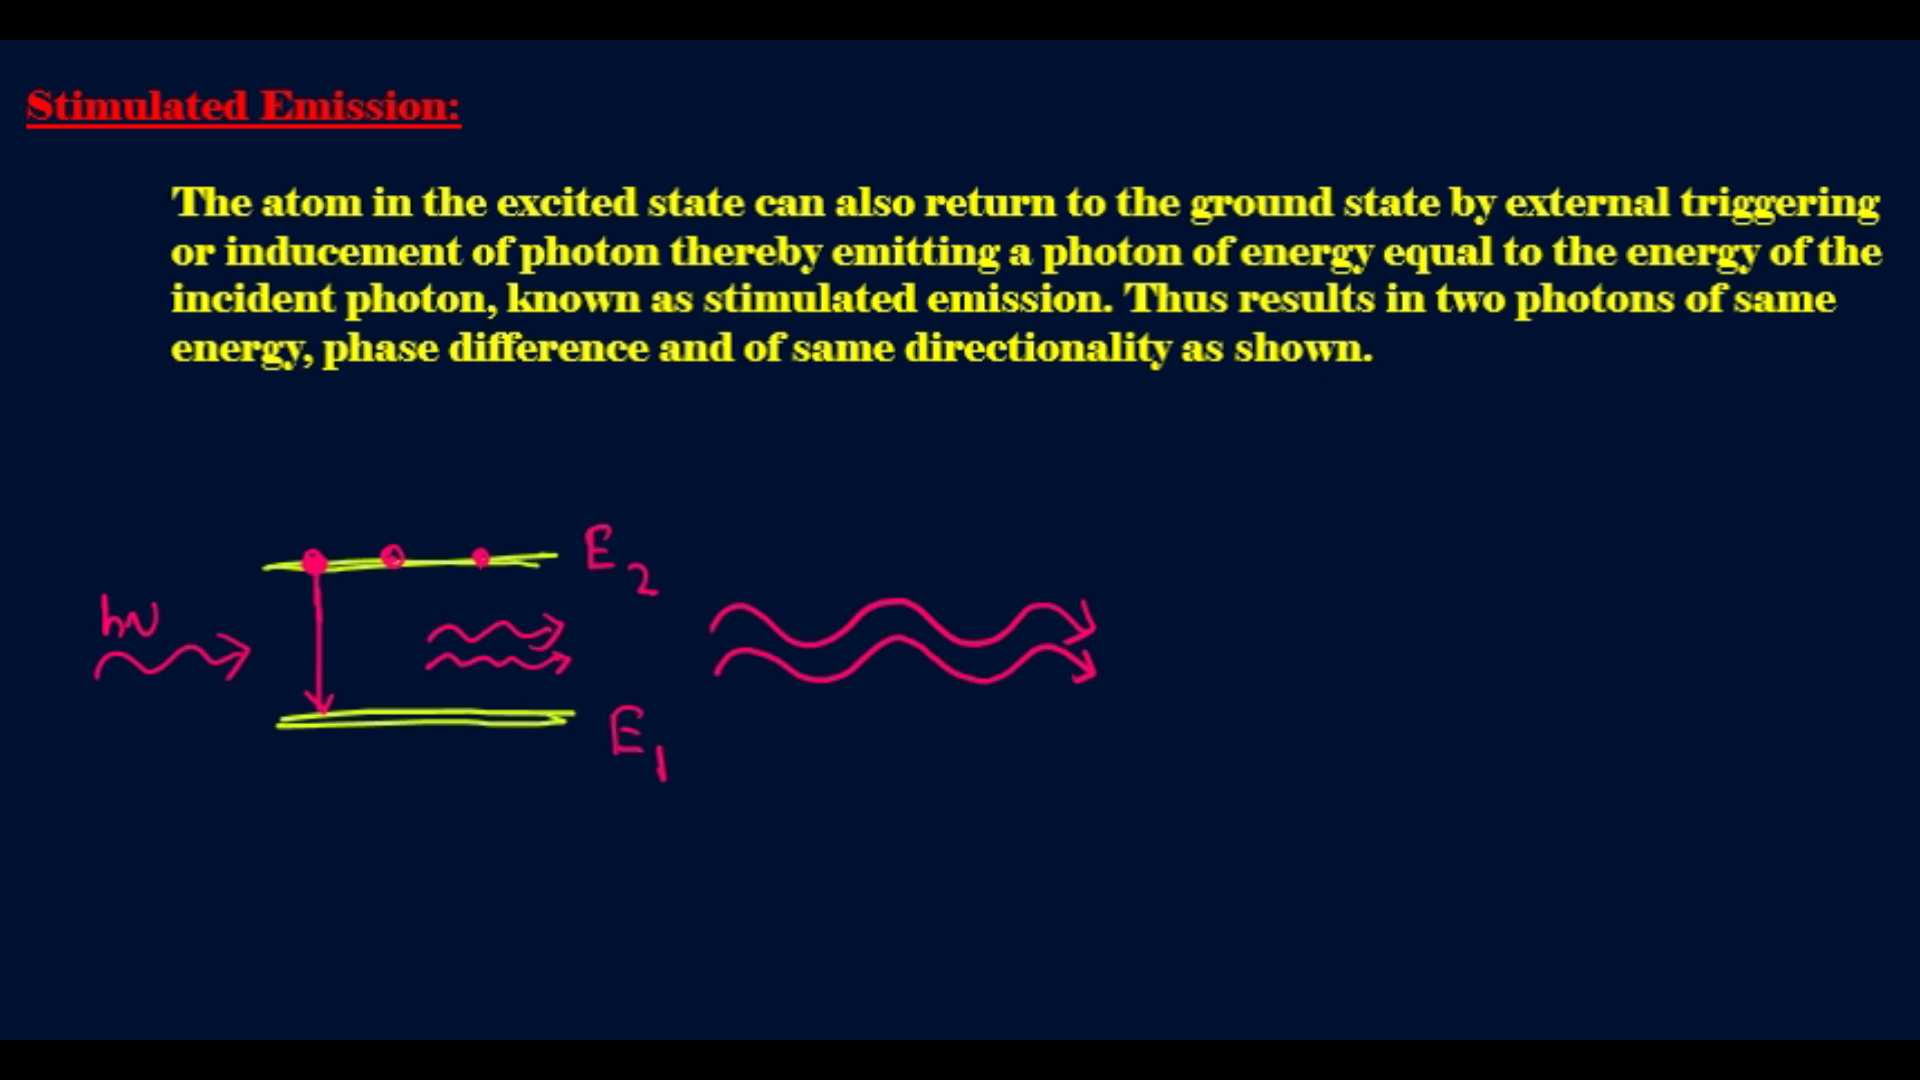 Stimulated Emission:
The atom in the excited state can also return to the ground state by external triggering
or inducement of photon thereby emitting a photon of energy equal to the energy of the
incident photon, known as stimulated emission. Thus results in two photons of same
energy, phase difference and of same directionality as shown.
E2
hν
E1